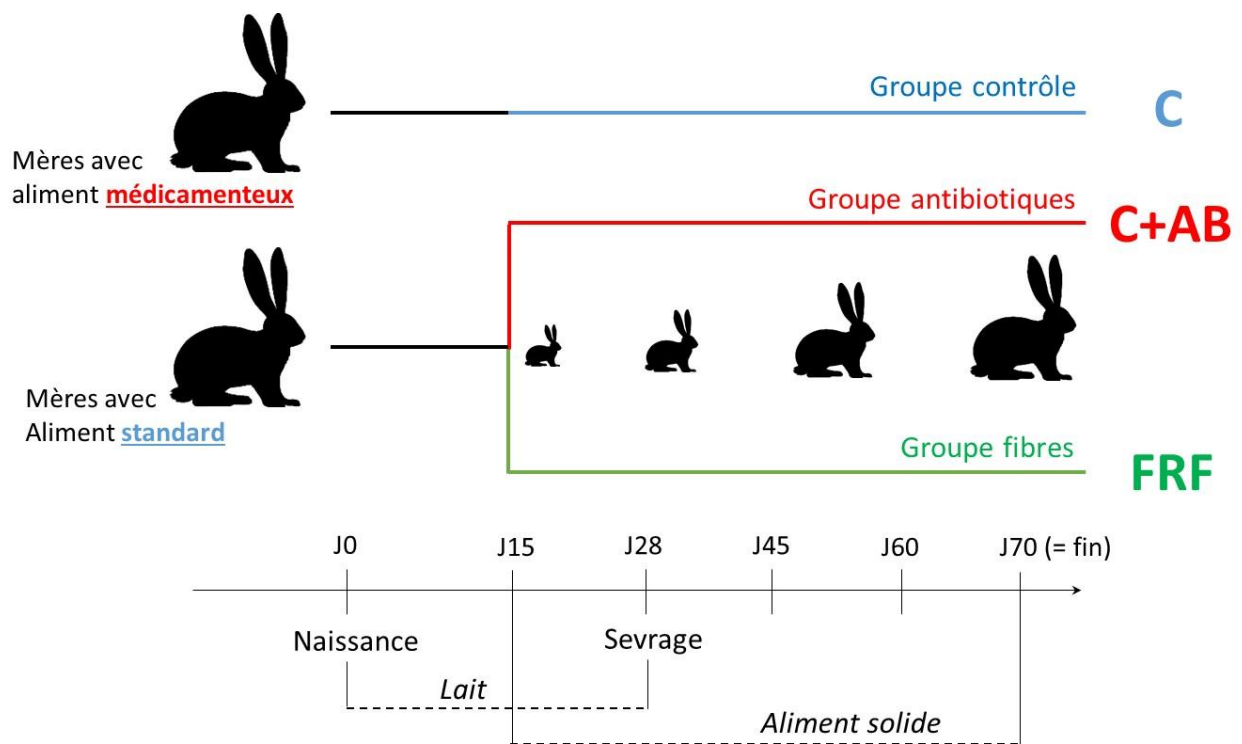 Groupe contrôle
C
Mères avec
aliment médicamenteux
Groupe antibiotiques
C+AB
Mères avec
Aliment standard
Groupe fibres
FRF
J0 J15 J28 J45 J60 J70 (= fin)
Naissance Sevrage
Lait
Aliment solide